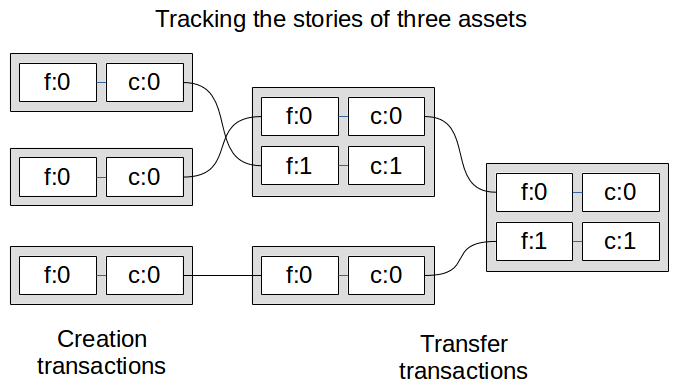 Tracking the stories of three assets
f:0 c:0
f:0 c:0
f:1 c:1
f:0 c:0
f:0 c:0
f:1 c:1
f:0 c:0
f:0 c:0
Creation
transactions
Transfer
transactions